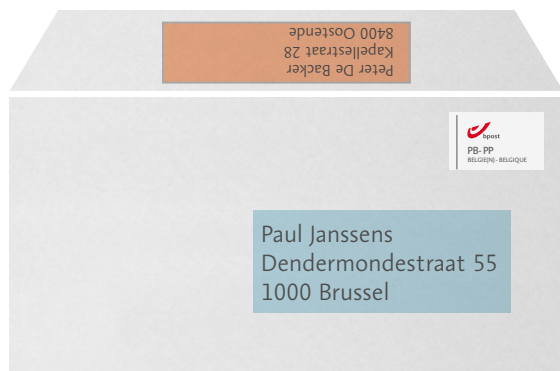 Peter De Backer
Kapellestraat 28
8400 Oostende
bpost
PB- PP
BELGIE(N) - BELGIQUE
Paul Janssens
Dendermondestraat 55
1000 Brussel